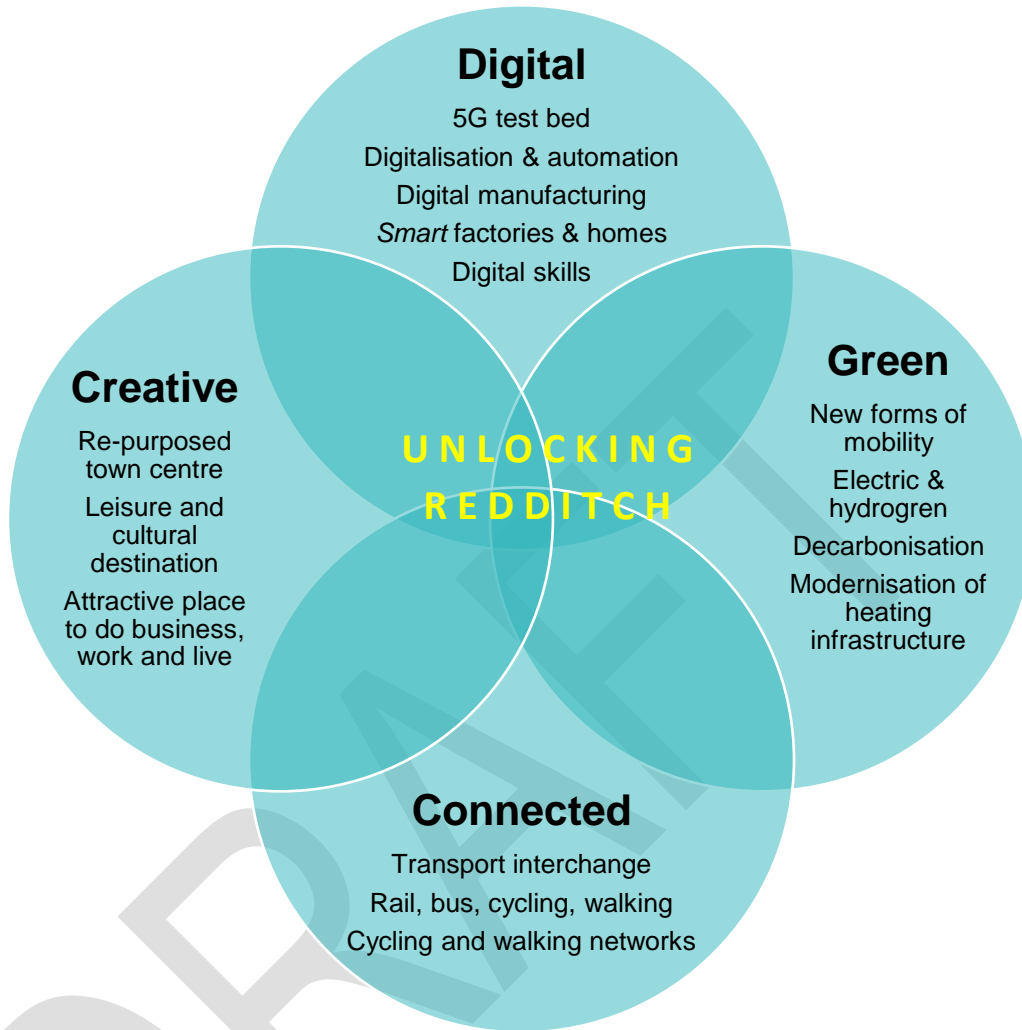 Digital
5G test bed
Digitalisation & automation
Digital manufacturing
Smart factories & homes
Digital skills
Creative
Re-purposed
town centre
Leisure and
cultural
destination
Attractive place
to do business,
work and live
UNLOCKING
REDDITCH
Green
New forms of
mobility
Electric &
hydrogren
Decarbonisation
Modernisation of
heating
infrastructure
Connected
Transport interchange
Rail, bus, cycling, walking
Cycling and walking networks
DRAFT